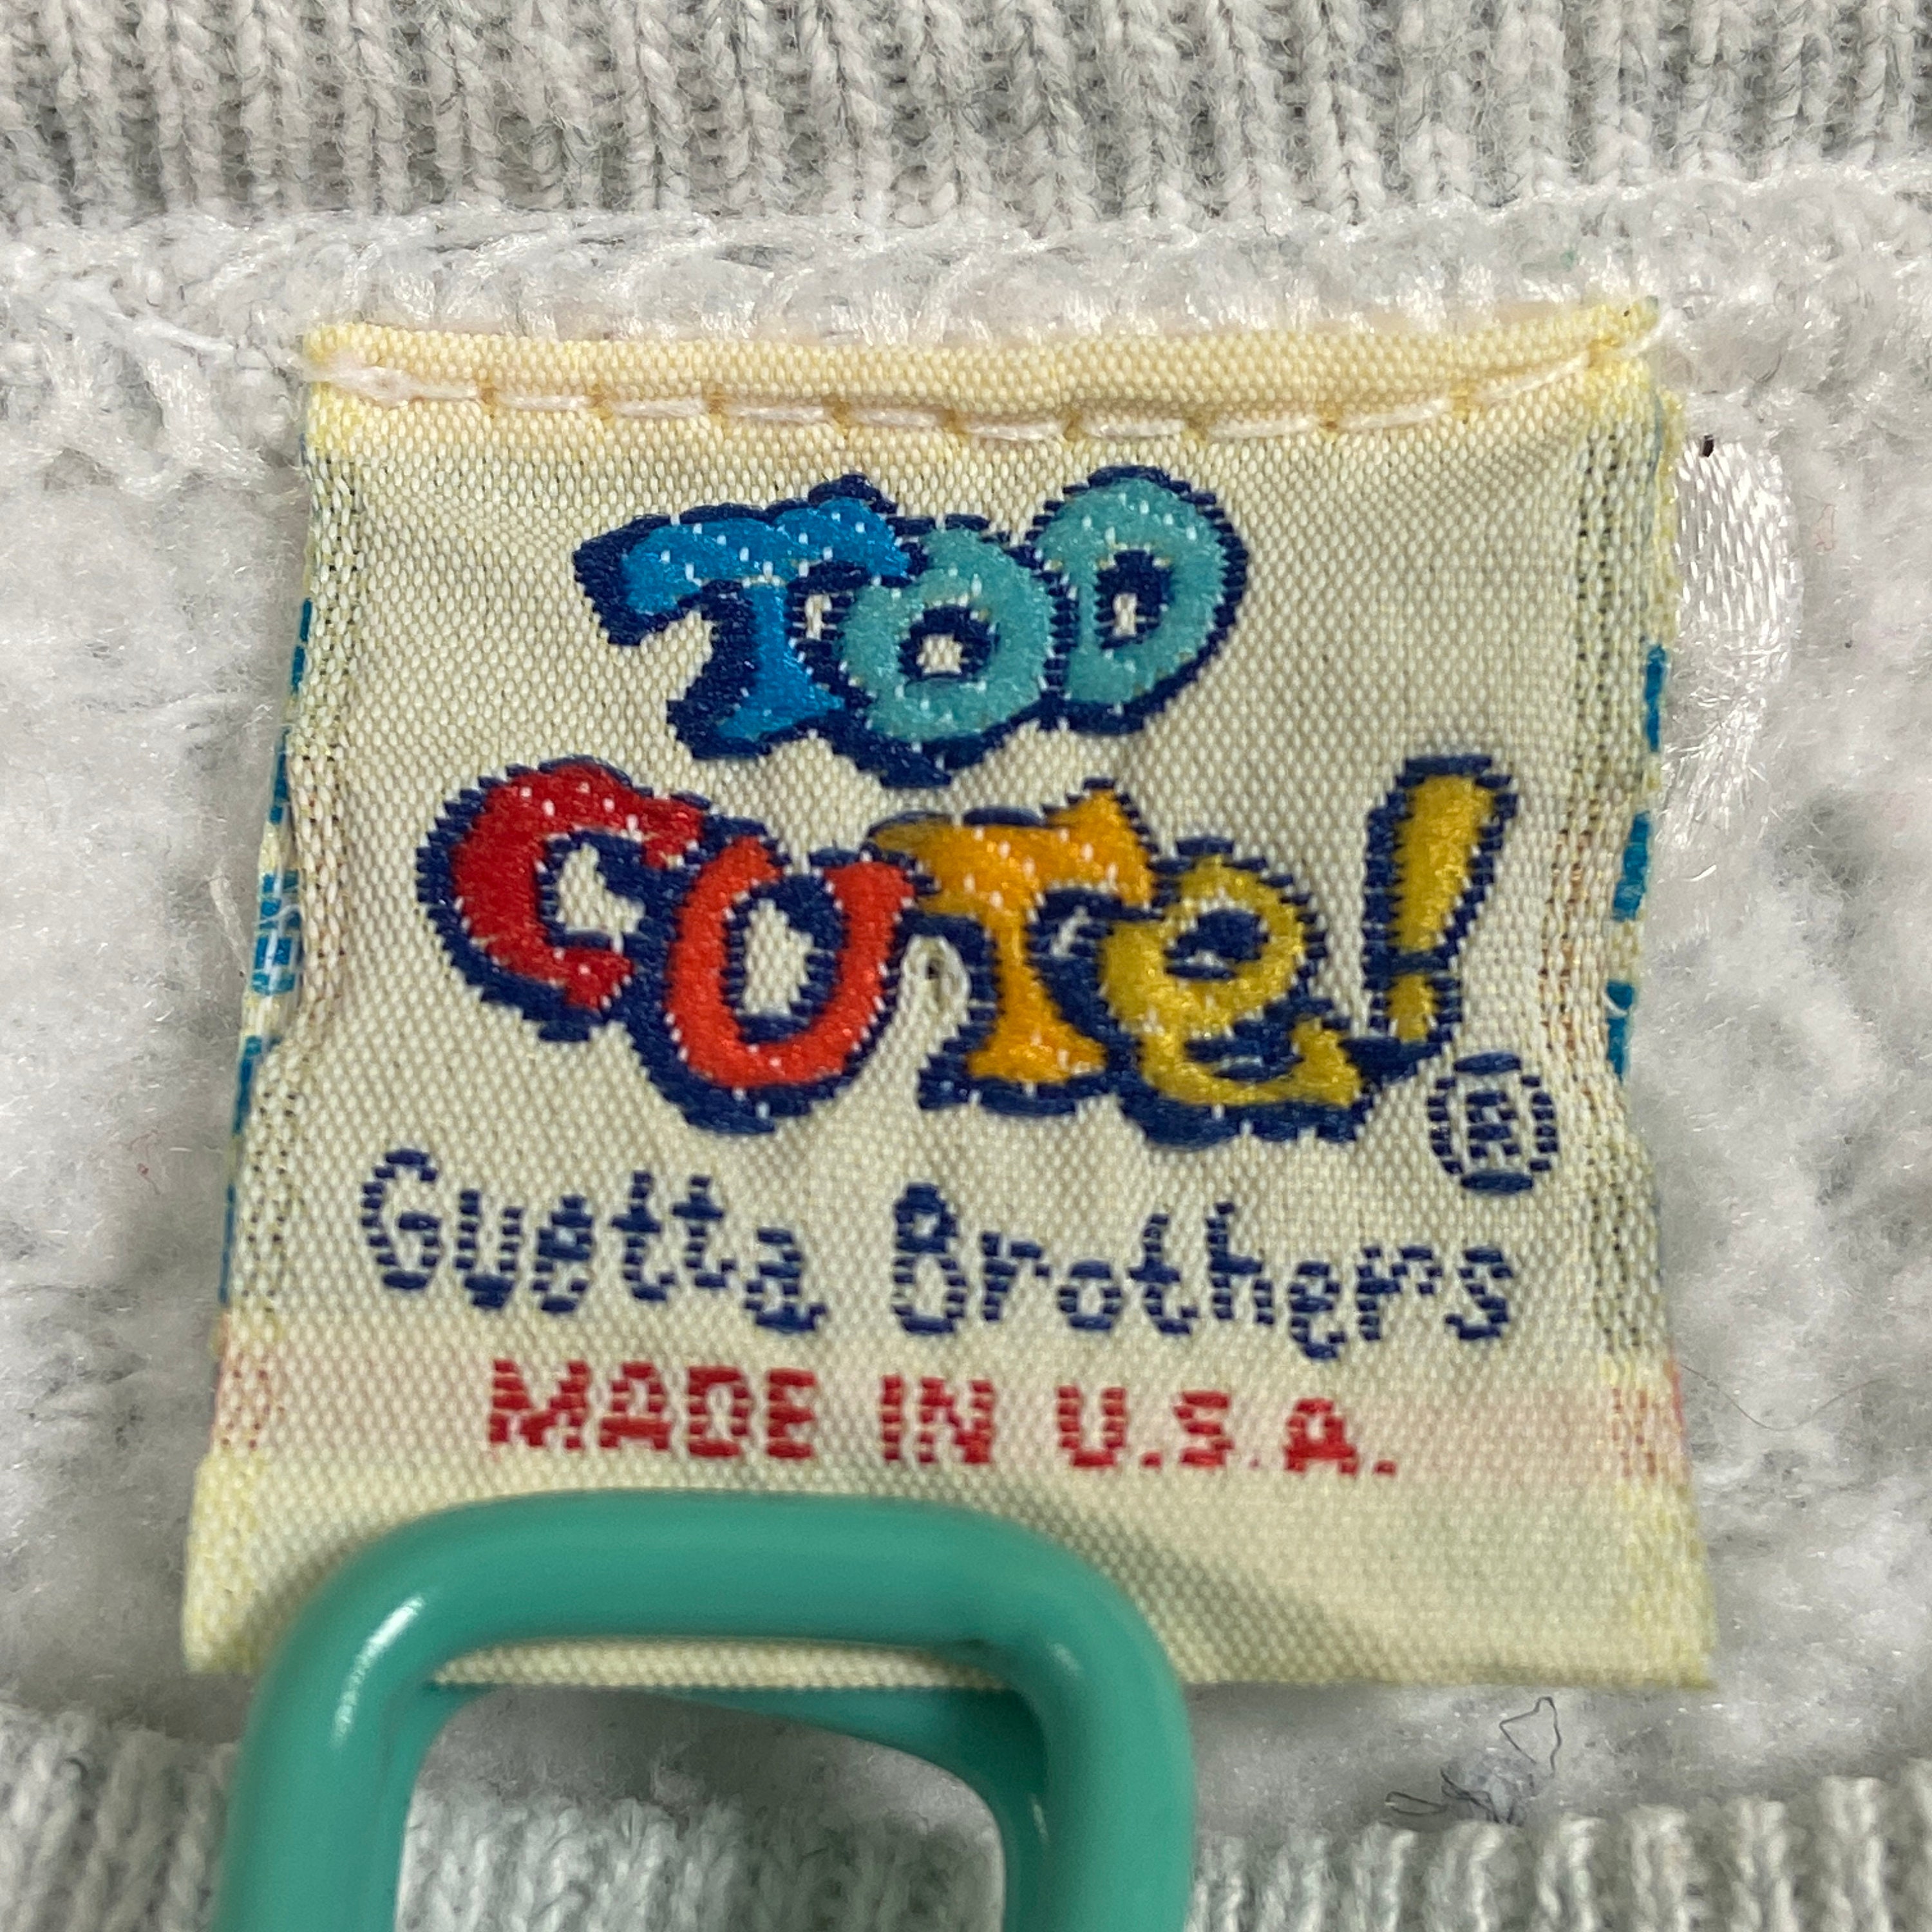 Too
CuTe!®
Guetta Brothers
MADE IN U.S.A.